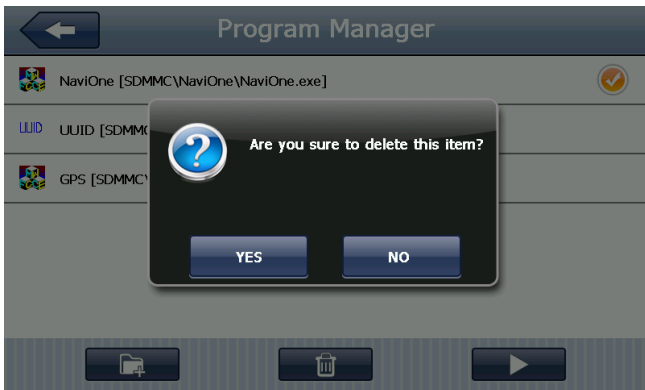 Program Manager
NaviOne [SDMMC\NaviOne\NaviOne.exe]
UUID UUID [SDMMC
GPS [SDMMC\
Are you sure to delete this item?
YES NO